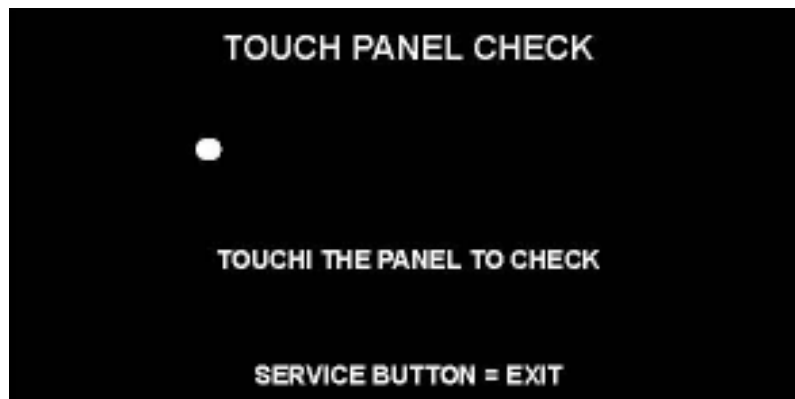 TOUCH PANEL CHECK
TOUCHI THE PANEL TO CHECK
SERVICE BUTTON = EXIT